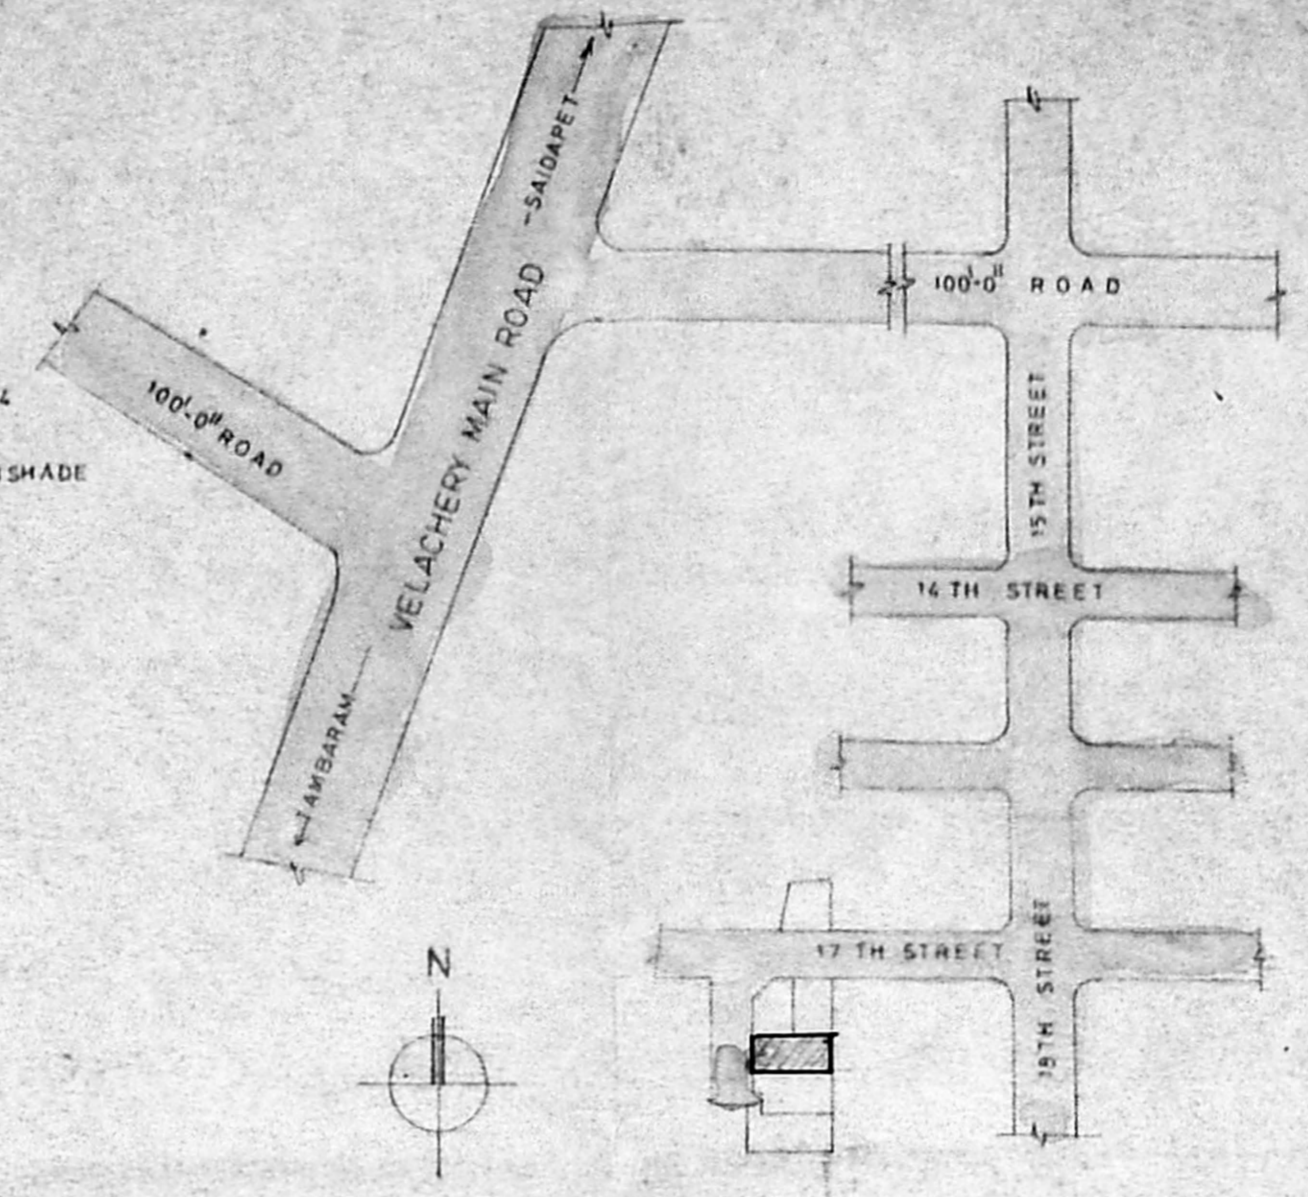 SAIDAPET
100'-0" ROAD
100'-0" ROAD
SHADE
VELACHERY MAIN ROAD
15TH STREET
14 TH STREET
TAMBARAM
17 TH STREET
18TH STREET
N